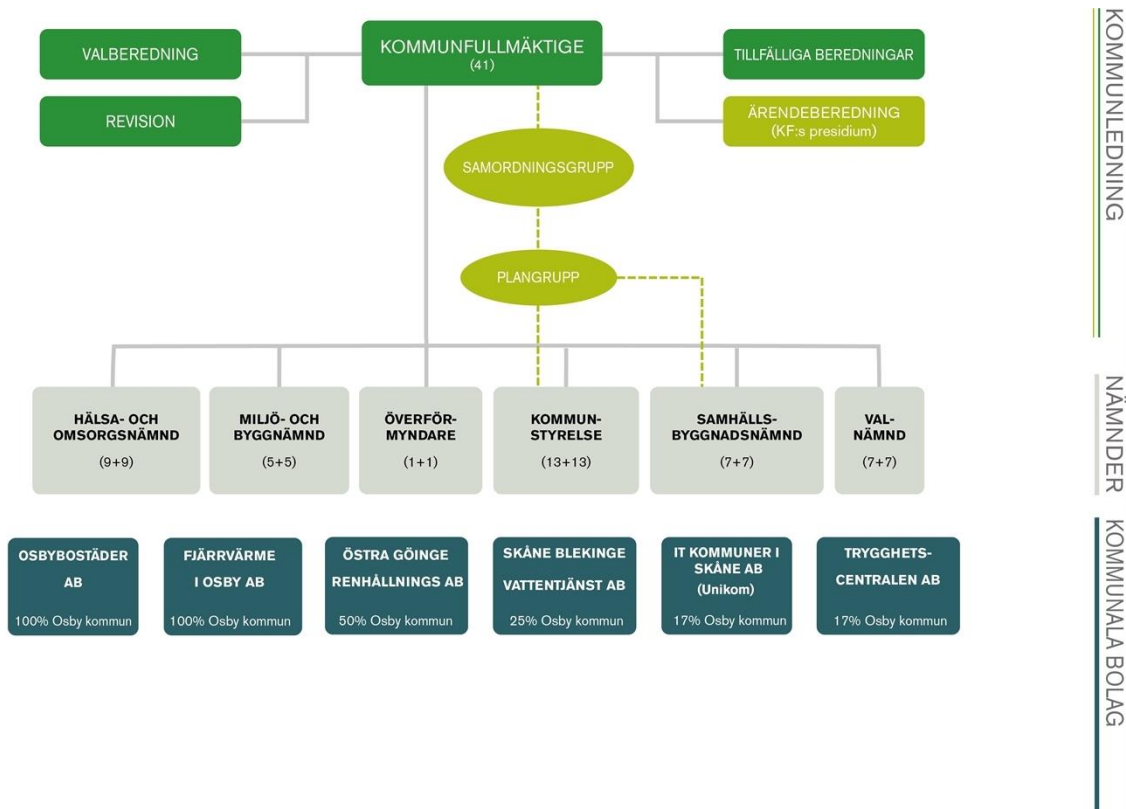 VALBEREDNING
KOMMUNFULLMÄKTIGE
(41)
TILLFÄLLIGA BEREDNINGAR
REVISION
ÄRENDEBEREDNING
(KF:s presidium)
SAMORDNINGSGRUPP
PLANGRUPP
KOMMUNLEDNING
HÄLSA- OCH
OMSORGSNÄMND
(9+9)
MILJÖ- OCH
BYGGNÄMND
(5+5)
ÖVERFÖR-
MYNDARE
(1+1)
KOMMUN-
STYRELSE
(13+13)
SAMHÄLLS-
BYGGNADSNÄMND
(7+7)
VAL-
NÄMND
(7+7)
NÄMNDER
OSBYBOSTÄDER
AB
100% Osby kommun
FJÄRRVÄRME
I OSBY AB
100% Osby kommun
ÖSTRA GÖINGE
RENHÅLLNINGS AB
50% Osby kommun
SKÅNE BLEKINGE
VATTENTJÄNST AB
25% Osby kommun
IT KOMMUNER I
SKÅNE AB
(Unikom)
17% Osby kommun
TRYGGHETS-
CENTRALEN AB
17% Osby kommun
KOMMUNALA BOLAG